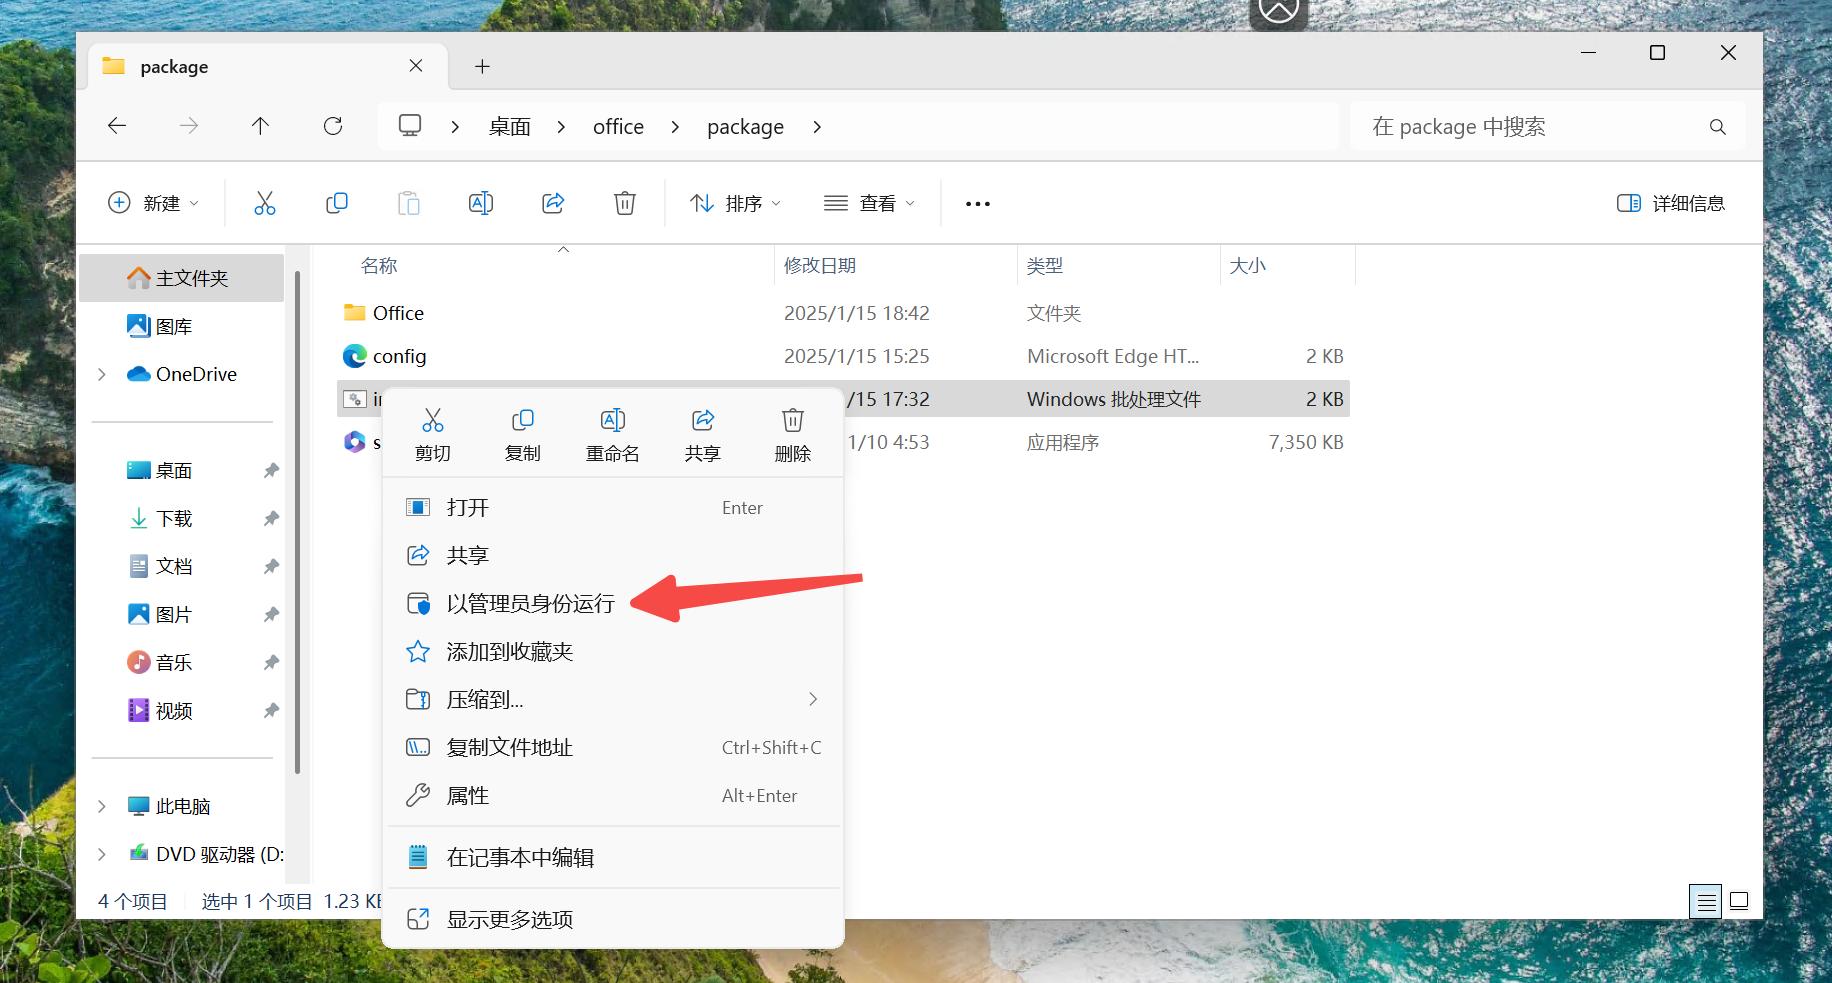 package
桌面 office package
在 package 中搜索
新建 排序 查看 详细信息
名称 修改日期 类型 大小
主文件夹
图库
OneDrive
桌面
下载
文档
图片
音乐
视频
此电脑
DVD 驱动器 (D:
Office 2025/1/15 18:42 文件夹
config 2025/1/15 15:25 Microsoft Edge HT... 2 KB
/15 17:32 Windows 批处理文件 2 KB
s 1/10 4:53 应用程序 7,350 KB
剪切 复制 重命名 共享 删除
打开 Enter
共享
以管理员身份运行
添加到收藏夹
压缩到...
复制文件地址 Ctrl+Shift+C
属性 Alt+Enter
在记事本中编辑
显示更多选项
4 个项目 选中 1 个项目 1.23 KB